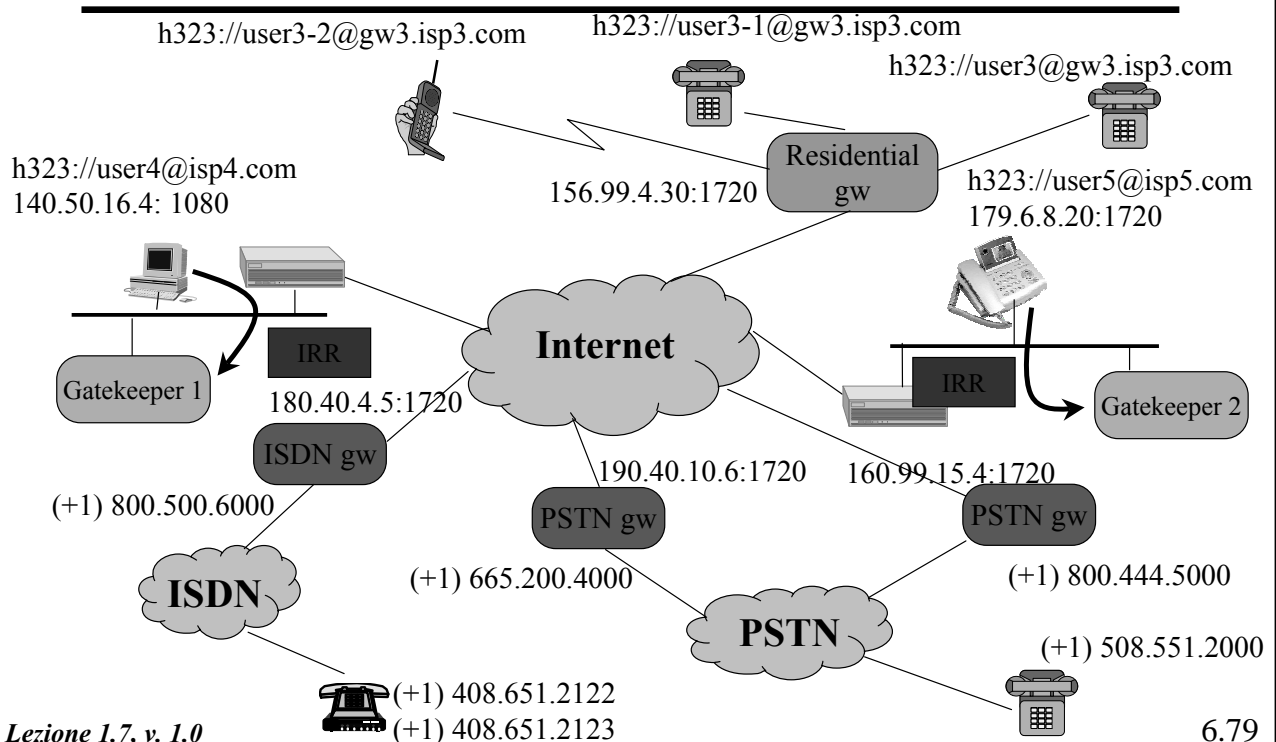 h323://user3-2@gw3.isp3.com
h323://user3-1@gw3.isp3.com
h323://user3@gw3.isp3.com
h323://user4@isp4.com
140.50.16.4: 1080
156.99.4.30:1720
Residential
gw
h323://user5@isp5.com
179.6.8.20:1720
Internet
IRR
IRR
Gatekeeper 1
Gatekeeper 2
180.40.4.5:1720
ISDN gw
190.40.10.6:1720
160.99.15.4:1720
(+1) 800.500.6000
PSTN gw
PSTN gw
(+1) 665.200.4000
(+1) 800.444.5000
ISDN
PSTN
(+1) 508.551.2000
(+1) 408.651.2122
(+1) 408.651.2123
Lezione 1.7, v. 1.0
6.79